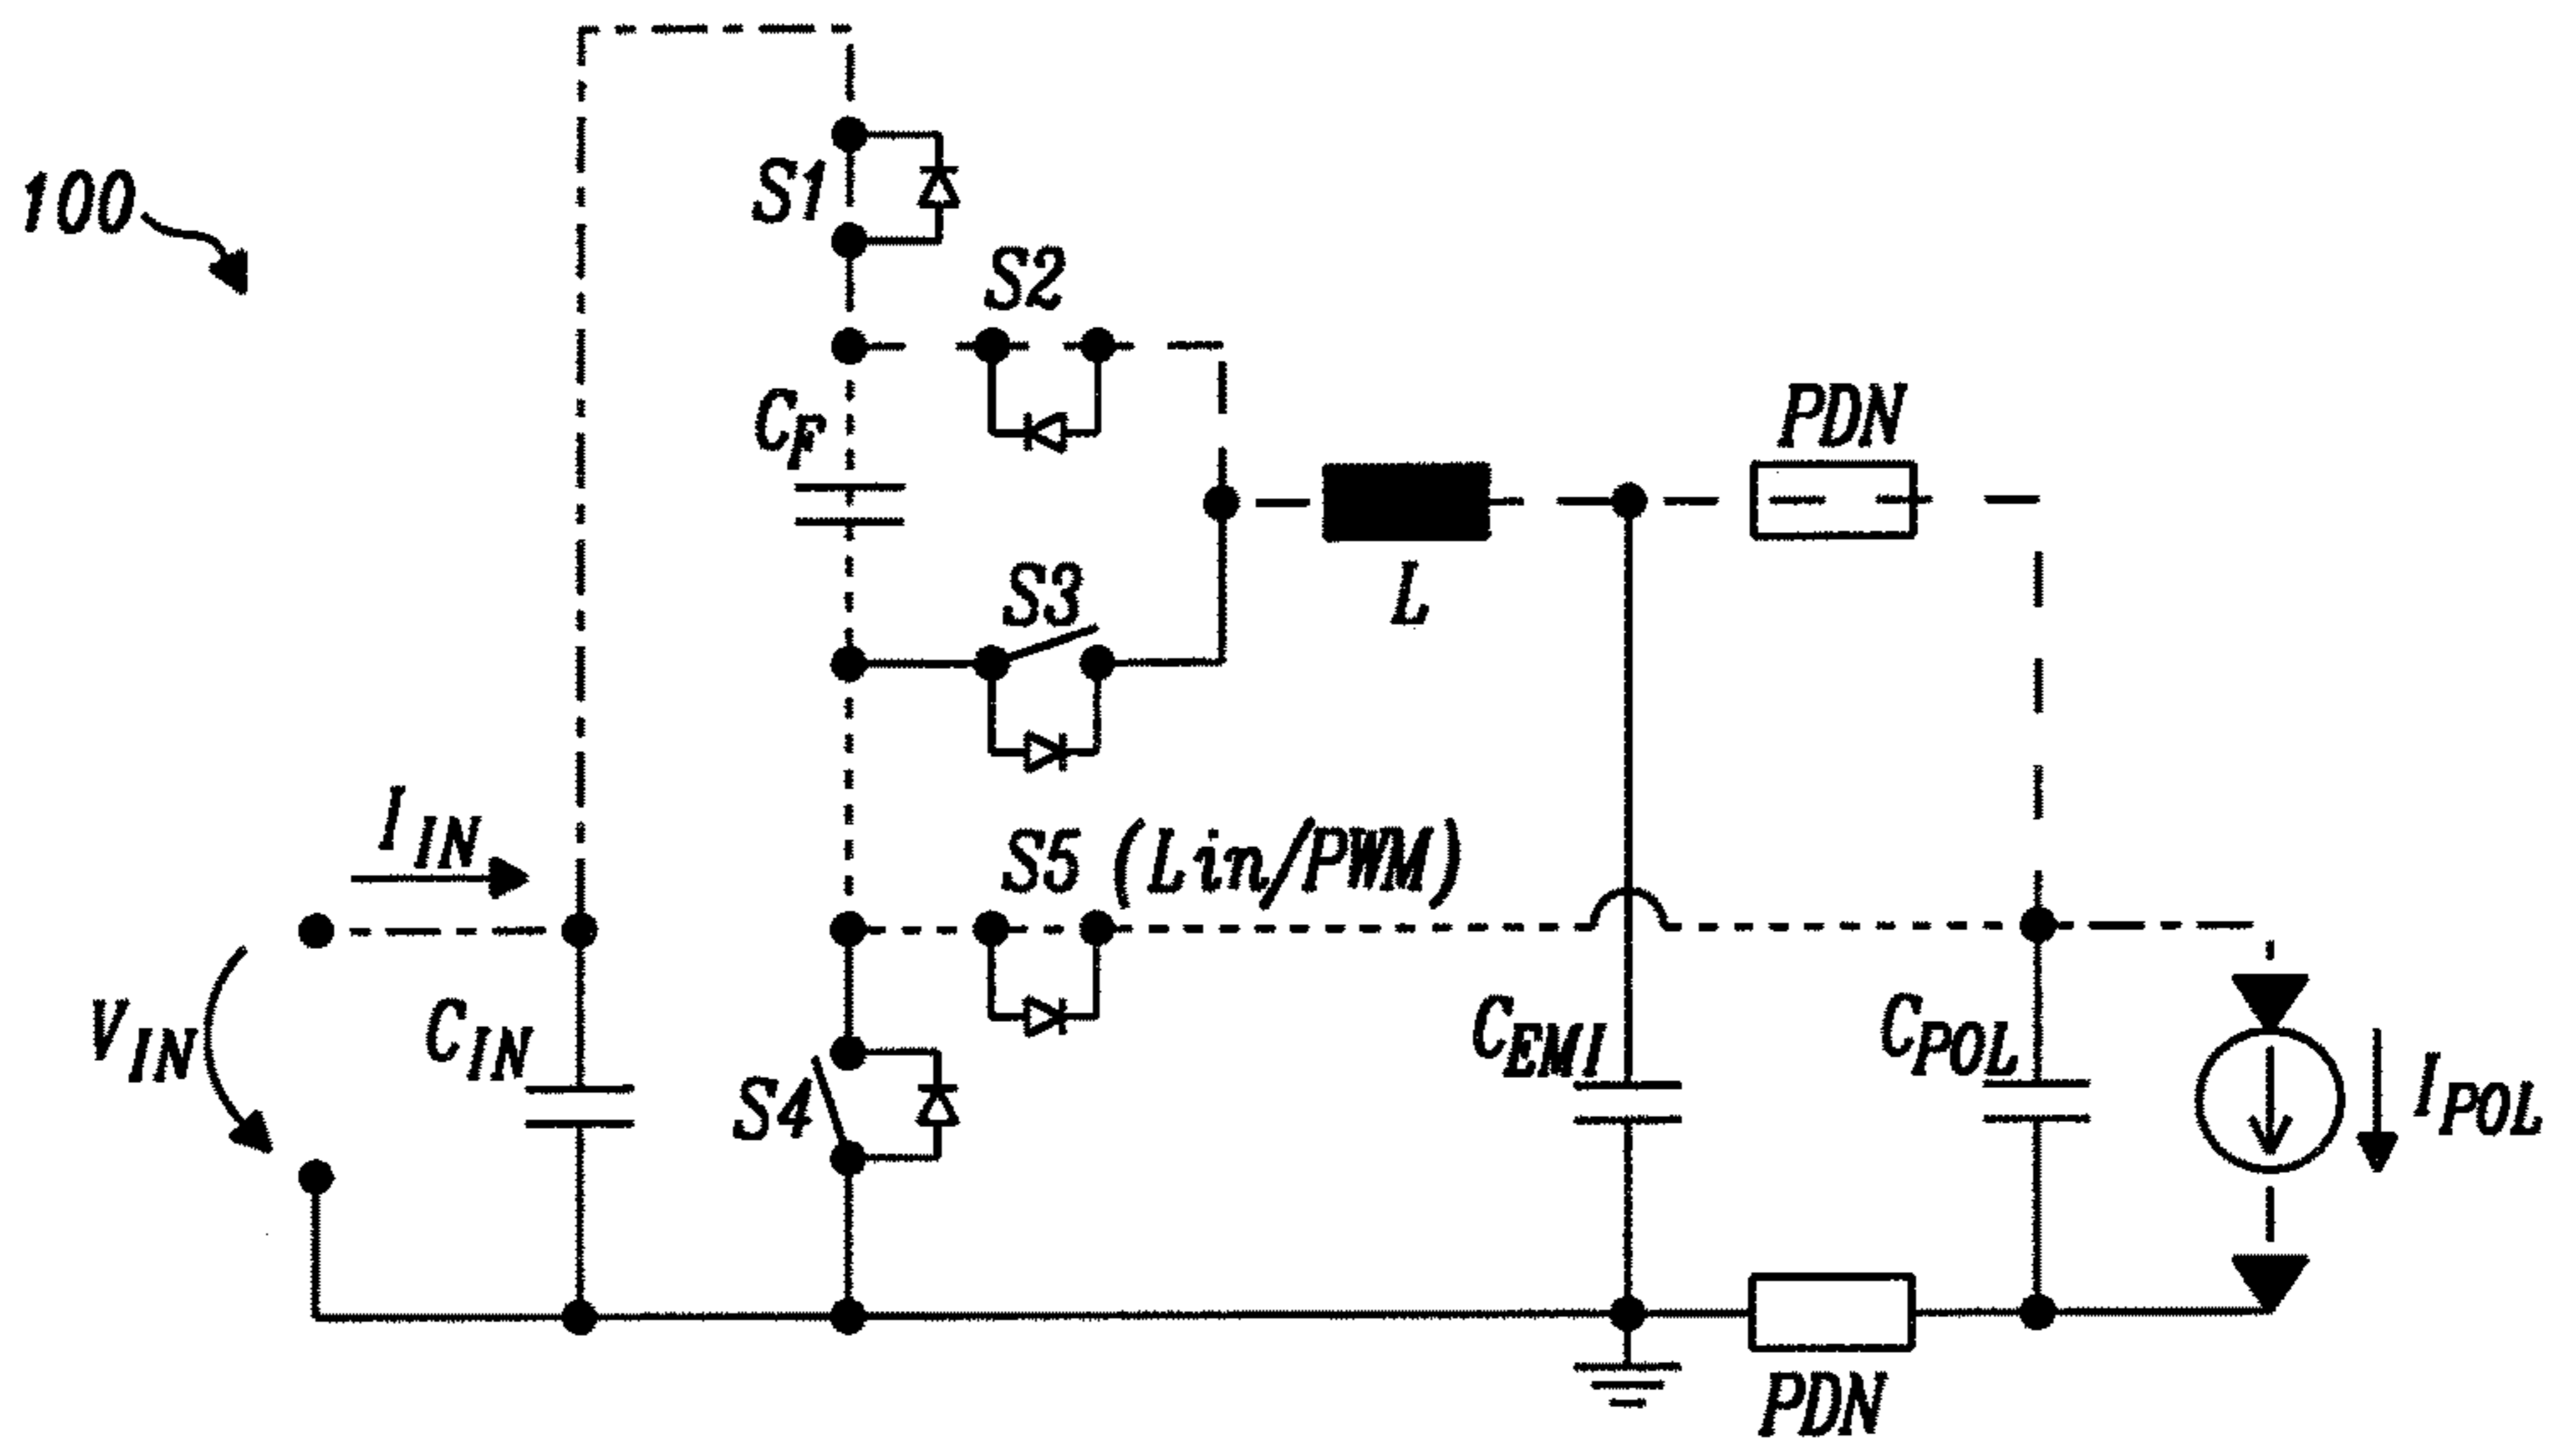 100
S1
S2
CF
PDN
S3
L
IIN
S5 (Lin/PWM)
VIN
CIN
S4
CEMI
CPOL
IPOL
PDN